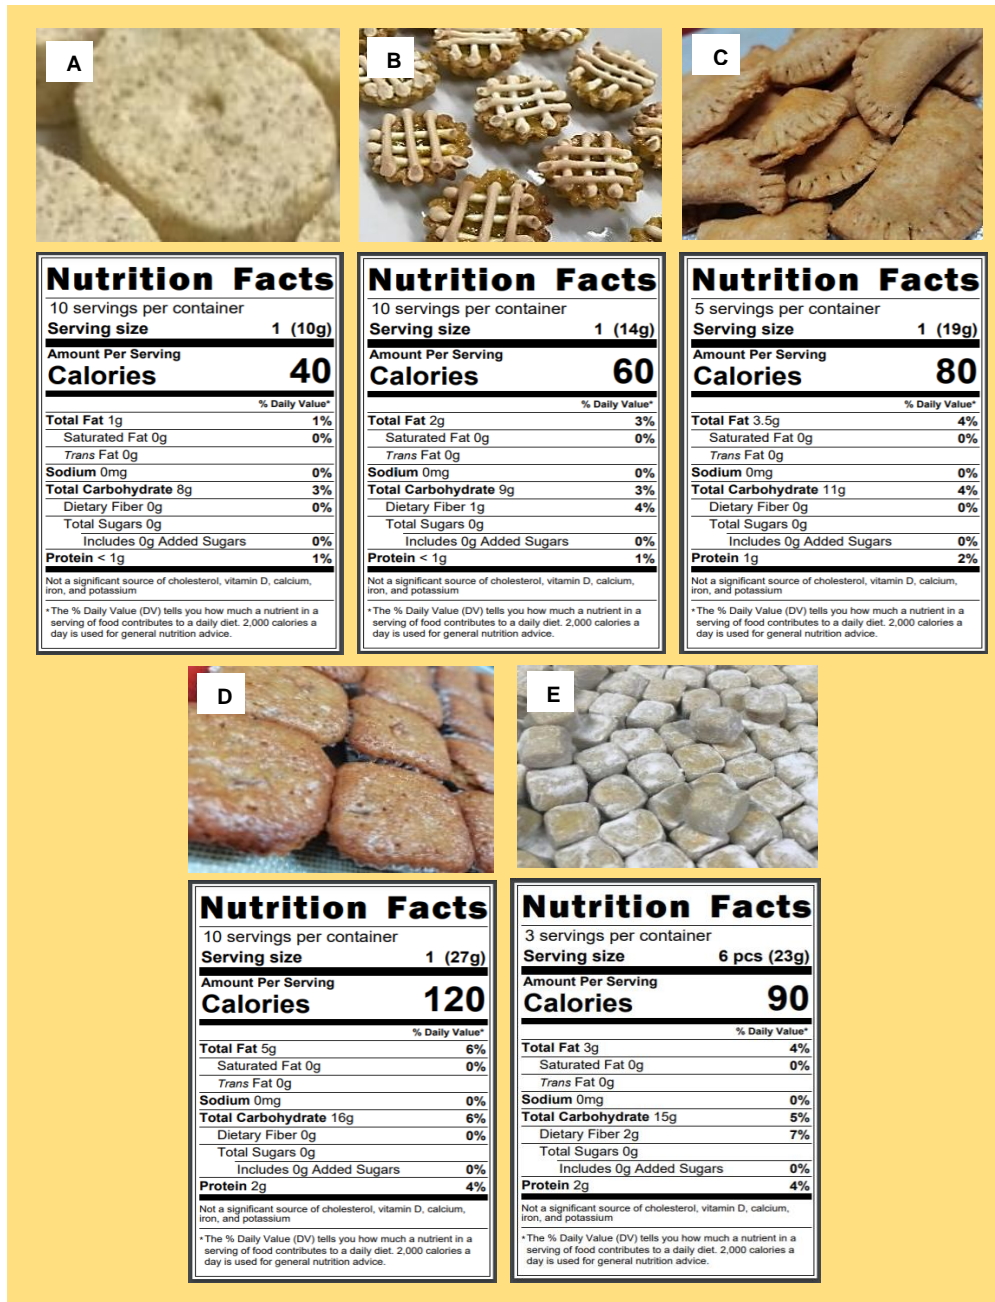 A
B
C
Nutrition Facts
10 servings per container
Serving size 1 (10g)
Amount Per Serving
Calories 40
% Daily Value*
Total Fat 1g 1%
Saturated Fat 0g 0%
Trans Fat 0g
Sodium 0mg 0%
Total Carbohydrate 8g 3%
Dietary Fiber 0g 0%
Total Sugars 0g
Includes 0g Added Sugars 0%
Protein < 1g 1%
Not a significant source of cholesterol, vitamin D, calcium,
iron, and potassium
*The % Daily Value (DV) tells you how much a nutrient in a
serving of food contributes to a daily diet. 2,000 calories a
day is used for general nutrition advice.
Nutrition Facts
10 servings per container
Serving size 1 (14g)
Amount Per Serving
Calories 60
% Daily Value*
Total Fat 2g 3%
Saturated Fat 0g 0%
Trans Fat 0g
Sodium 0mg 0%
Total Carbohydrate 9g 3%
Dietary Fiber 1g 4%
Total Sugars 0g
Includes 0g Added Sugars 0%
Protein < 1g 1%
Not a significant source of cholesterol, vitamin D, calcium,
iron, and potassium
*The % Daily Value (DV) tells you how much a nutrient in a
serving of food contributes to a daily diet. 2,000 calories a
day is used for general nutrition advice.
Nutrition Facts
5 servings per container
Serving size 1 (19g)
Amount Per Serving
Calories 80
% Daily Value*
Total Fat 3.5g 4%
Saturated Fat 0g 0%
Trans Fat 0g
Sodium 0mg 0%
Total Carbohydrate 11g 4%
Dietary Fiber 0g 0%
Total Sugars 0g
Includes 0g Added Sugars 0%
Protein 1g 2%
Not a significant source of cholesterol, vitamin D, calcium,
iron, and potassium
*The % Daily Value (DV) tells you how much a nutrient in a
serving of food contributes to a daily diet. 2,000 calories a
day is used for general nutrition advice.
D
E
Nutrition Facts
10 servings per container
Serving size 1 (27g)
Amount Per Serving
Calories 120
% Daily Value*
Total Fat 5g 6%
Saturated Fat 0g 0%
Trans Fat 0g
Sodium 0mg 0%
Total Carbohydrate 16g 6%
Dietary Fiber 0g 0%
Total Sugars 0g
Includes 0g Added Sugars 0%
Protein 2g 4%
Not a significant source of cholesterol, vitamin D, calcium,
iron, and potassium
*The % Daily Value (DV) tells you how much a nutrient in a
serving of food contributes to a daily diet. 2,000 calories a
day is used for general nutrition advice.
Nutrition Facts
3 servings per container
Serving size 6 pcs (23g)
Amount Per Serving
Calories 90
% Daily Value*
Total Fat 3g 4%
Saturated Fat 0g 0%
Trans Fat 0g
Sodium 0mg 0%
Total Carbohydrate 15g 5%
Dietary Fiber 2g 7%
Total Sugars 0g
Includes 0g Added Sugars 0%
Protein 2g 4%
Not a significant source of cholesterol, vitamin D, calcium,
iron, and potassium
*The % Daily Value (DV) tells you how much a nutrient in a
serving of food contributes to a daily diet. 2,000 calories a
day is used for general nutrition advice.